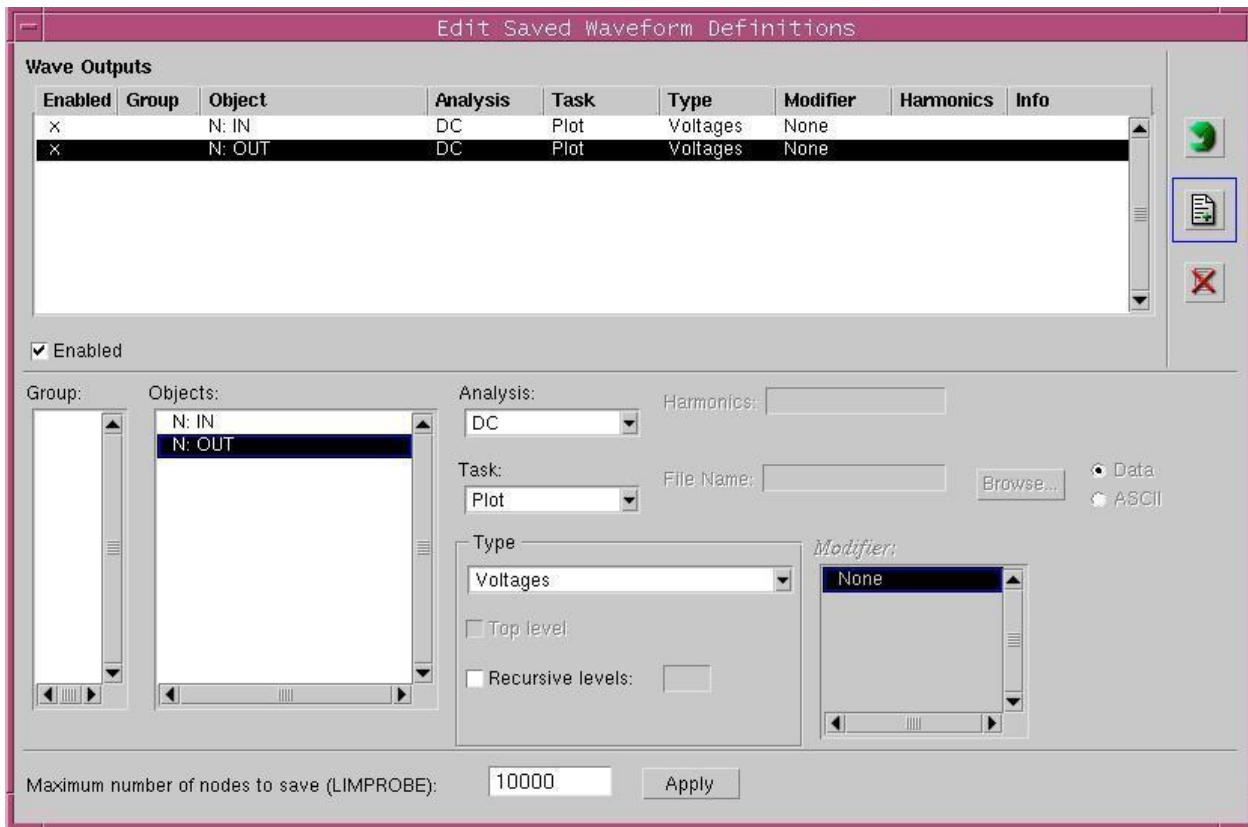 Edit Saved Waveform Definitions
Wave Outputs
Enabled Group Object Analysis Task Type Modifier Harmonics Info
x N: IN DC Plot Voltages None
x N: OUT DC Plot Voltages None
Enabled
Group: Objects: Analysis: Harmonics:
N: IN DC
N: OUT
Task: File Name: Browse... Data
Plot ASCII
Type Modifier:
Voltages None
Top level
Recursive levels:
Maximum number of nodes to save (LIMPROBE): 10000 Apply